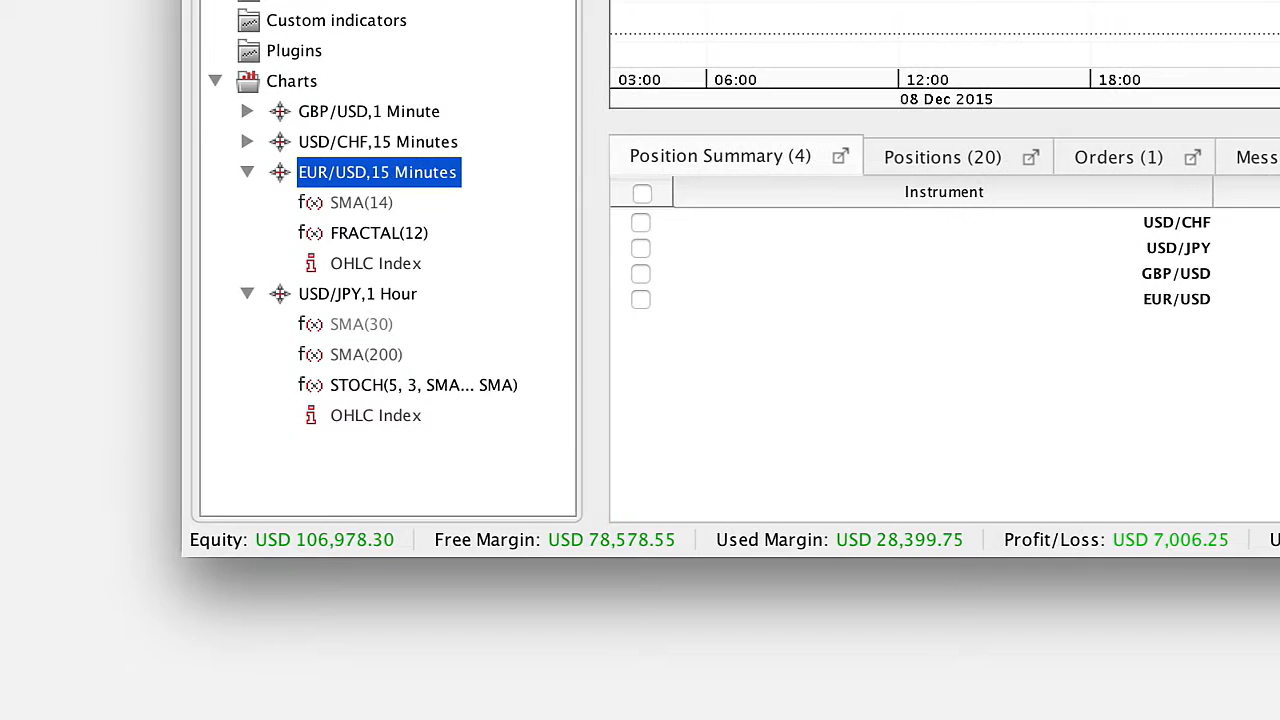 Custom indicators
Plugins
Charts
GBP/USD,1 Minute
USD/CHF,15 Minutes
EUR/USD,15 Minutes
f(x) SMA(14)
f(x) FRACTAL(12)
OHLC Index
USD/JPY,1 Hour
f(x) SMA(30)
f(x) SMA(200)
f(x) STOCH(5, 3, SMA... SMA)
OHLC Index
03:00 06:00 12:00 18:00
08 Dec 2015
Position Summary (4) Positions (20) Orders (1) Mess
Instrument
USD/CHF
USD/JPY
GBP/USD
EUR/USD
Equity: USD 106,978.30 Free Margin: USD 78,578.55 Used Margin: USD 28,399.75 Profit/Loss: USD 7,006.25 U